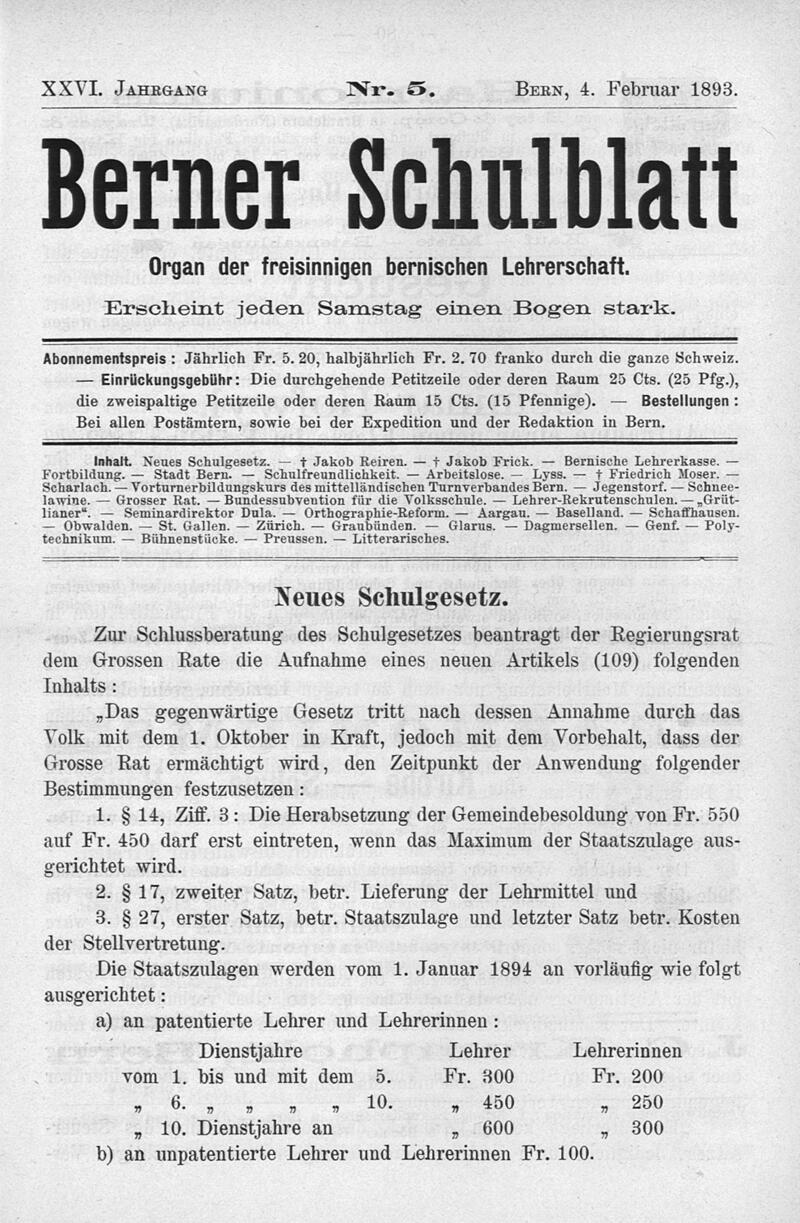 XXVI. JAHRGANG Nr. 5. BERN, 4. Februar 1893.
Berner Schulblatt
Organ der freisinnigen bernischen Lehrerschaft.
Erscheint jeden Samstag einen Bogen stark.
Abonnementspreis: Jährlich Fr. 5. 20, halbjährlich Fr. 2. 70 franko durch die ganze Schweiz.
— Einrückungsgebühr: Die durchgehende Petitzeile oder deren Raum 25 Cts. (25 Pfg.),
die zweispaltige Petitzeile oder deren Raum 15 Cts. (15 Pfennige). — Bestellungen:
Bei allen Postämtern, sowie bei der Expedition und der Redaktion in Bern.
Inhalt. Neues Schulgesetz. — † Jakob Reiren. — † Jakob Frick. — Bernische Lehrerkasse. —
Fortbildung. — Stadt Bern. — Schulfreundlichkeit. — Arbeitslose. — Lyss. — † Friedrich Moser. —
Scharlach. — Vorturnerbildungskurs des mittelländischen Turnverbandes Bern. — Jegenstorf. — Schnee-
lawine. — Grosser Rat. — Bundessubvention für die Volksschule. — Lehrer-Rekrutenschulen. — „Grüt-
lianer“. — Seminardirektor Dula. — Orthographie-Reform. — Aargau. — Baselland. — Schaffhausen.
— Obwalden. — St. Gallen. — Zürich. — Graubünden. — Glarus. — Dagmersellen. — Genf. — Poly-
technikum. — Bühnenstücke. — Preussen. — Litterarisches.
Neues Schulgesetz.
Zur Schlussberatung des Schulgesetzes beantragt der Regierungsrat
dem Grossen Rate die Aufnahme eines neuen Artikels (109) folgenden
Inhalts:
„Das gegenwärtige Gesetz tritt nach dessen Annahme durch das
Volk mit dem 1. Oktober in Kraft, jedoch mit dem Vorbehalt, dass der
Grosse Rat ermächtigt wird, den Zeitpunkt der Anwendung folgender
Bestimmungen festzusetzen:
1. § 14, Ziff. 3: Die Herabsetzung der Gemeindebesoldung von Fr. 550
auf Fr. 450 darf erst eintreten, wenn das Maximum der Staatszulage aus-
gerichtet wird.
2. § 17, zweiter Satz, betr. Lieferung der Lehrmittel und
3. § 27, erster Satz, betr. Staatszulage und letzter Satz betr. Kosten
der Stellvertretung.
Die Staatszulagen werden vom 1. Januar 1894 an vorläufig wie folgt
ausgerichtet:
a) an patentierte Lehrer und Lehrerinnen:
Dienstjahre Lehrer Lehrerinnen
vom 1. bis und mit dem 5. Fr. 300 Fr. 200
„ 6. „ „ „ „ 10. „ 450 „ 250
„ 10. Dienstjahre an „ 600 „ 300
b) an unpatentierte Lehrer und Lehrerinnen Fr. 100.